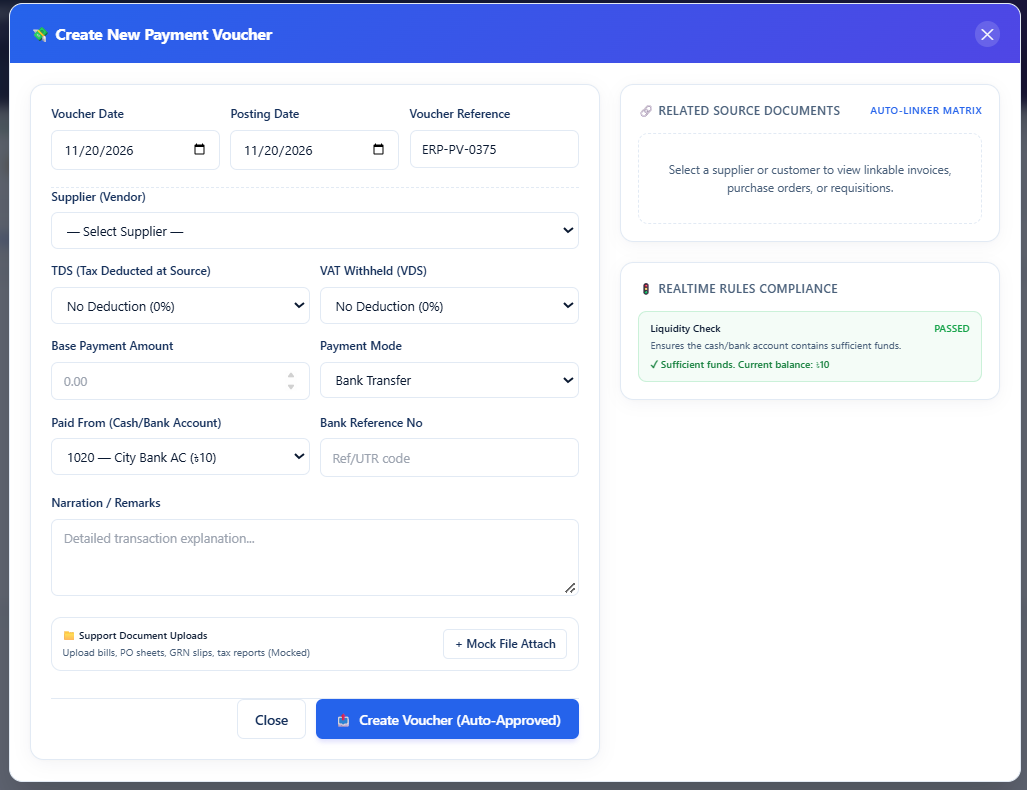 Create New Payment Voucher
Voucher Date
Posting Date
Voucher Reference
11/20/2026
11/20/2026
ERP-PV-0375
Supplier (Vendor)
— Select Supplier —
TDS (Tax Deducted at Source)
VAT Withheld (VDS)
No Deduction (0%)
No Deduction (0%)
Base Payment Amount
Payment Mode
0.00
Bank Transfer
Paid From (Cash/Bank Account)
Bank Reference No
1020 — City Bank AC (৳10)
Ref/UTR code
Narration / Remarks
Detailed transaction explanation...
Support Document Uploads
Upload bills, PO sheets, GRN slips, tax reports (Mocked)
+ Mock File Attach
Close
Create Voucher (Auto-Approved)
RELATED SOURCE DOCUMENTS
AUTO-LINKER MATRIX
Select a supplier or customer to view linkable invoices,
purchase orders, or requisitions.
REALTIME RULES COMPLIANCE
Liquidity Check
PASSED
Ensures the cash/bank account contains sufficient funds.
✓ Sufficient funds. Current balance: ৳10